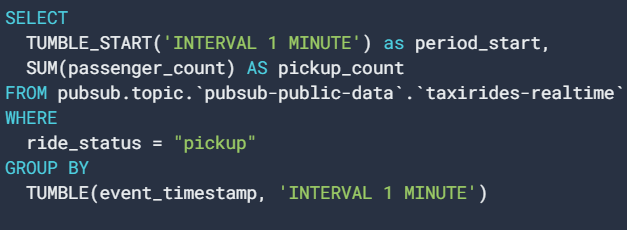 SELECT
TUMBLE_START('INTERVAL 1 MINUTE') as period_start,
SUM(passenger_count) AS pickup_count
FROM pubsub.topic.`pubsub-public-data`.`taxirides-realtime`
WHERE
ride_status = "pickup"
GROUP BY
TUMBLE(event_timestamp, 'INTERVAL 1 MINUTE')